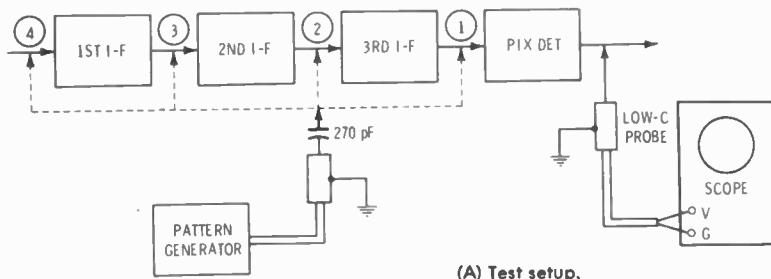 4
3
2
1
1ST I-F
2ND I-F
3RD I-F
PIX DET
270 pF
LOW-C
PROBE
SCOPE
V
G
PATTERN
GENERATOR
(A) Test setup.